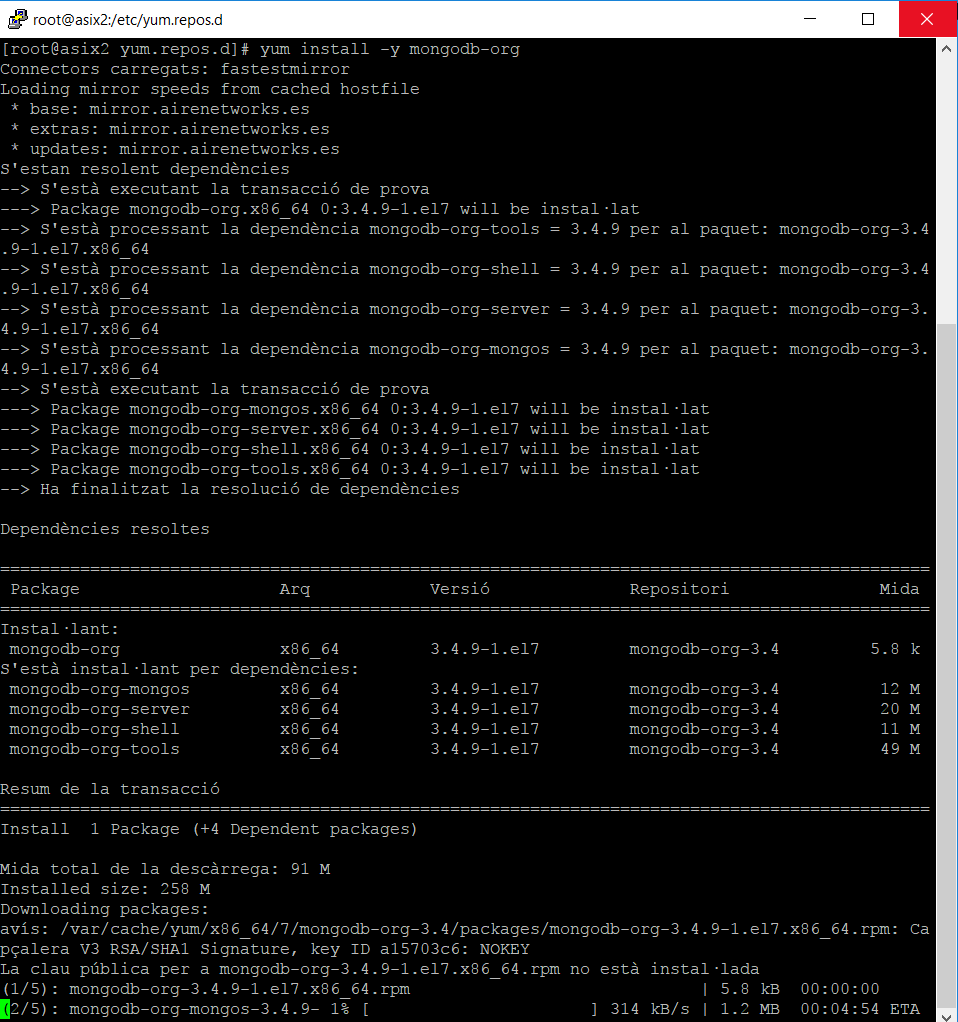 root@asix2:/etc/yum.repos.d
[root@asix2 yum.repos.d]# yum install -y mongodb-org
Connectors carregats: fastestmirror
Loading mirror speeds from cached hostfile
 * base: mirror.airenetworks.es
 * extras: mirror.airenetworks.es
 * updates: mirror.airenetworks.es
S'estan resolent dependències
--> S'està executant la transacció de prova
---> Package mongodb-org.x86_64 0:3.4.9-1.el7 will be instal·lat
--> S'està processant la dependència mongodb-org-tools = 3.4.9 per al paquet: mongodb-org-3.4
.9-1.el7.x86_64
--> S'està processant la dependència mongodb-org-shell = 3.4.9 per al paquet: mongodb-org-3.4
.9-1.el7.x86_64
--> S'està processant la dependència mongodb-org-server = 3.4.9 per al paquet: mongodb-org-3.
4.9-1.el7.x86_64
--> S'està processant la dependència mongodb-org-mongos = 3.4.9 per al paquet: mongodb-org-3.
4.9-1.el7.x86_64
--> S'està executant la transacció de prova
---> Package mongodb-org-mongos.x86_64 0:3.4.9-1.el7 will be instal·lat
---> Package mongodb-org-server.x86_64 0:3.4.9-1.el7 will be instal·lat
---> Package mongodb-org-shell.x86_64 0:3.4.9-1.el7 will be instal·lat
---> Package mongodb-org-tools.x86_64 0:3.4.9-1.el7 will be instal·lat
--> Ha finalitzat la resolució de dependències

Dependències resoltes

=============================================================================================
 Package                    Arq            Versió              Repositori               Mida
=============================================================================================
Instal·lant:
 mongodb-org                x86_64         3.4.9-1.el7         mongodb-org-3.4         5.8 k
S'està instal·lant per dependències:
 mongodb-org-mongos         x86_64         3.4.9-1.el7         mongodb-org-3.4          12 M
 mongodb-org-server         x86_64         3.4.9-1.el7         mongodb-org-3.4          20 M
 mongodb-org-shell          x86_64         3.4.9-1.el7         mongodb-org-3.4          11 M
 mongodb-org-tools          x86_64         3.4.9-1.el7         mongodb-org-3.4          49 M

Resum de la transacció
=============================================================================================
Install  1 Package (+4 Dependent packages)

Mida total de la descàrrega: 91 M
Installed size: 258 M
Downloading packages:
avís: /var/cache/yum/x86_64/7/mongodb-org-3.4/packages/mongodb-org-3.4.9-1.el7.x86_64.rpm: Ca
pçalera V3 RSA/SHA1 Signature, key ID a15703c6: NOKEY
La clau pública per a mongodb-org-3.4.9-1.el7.x86_64.rpm no està instal·lada
(1/5): mongodb-org-3.4.9-1.el7.x86_64.rpm                             | 5.8 kB  00:00:00
(2/5): mongodb-org-mongos-3.4.9- 1% [                      ] 314 kB/s | 1.2 MB  00:04:54 ETA